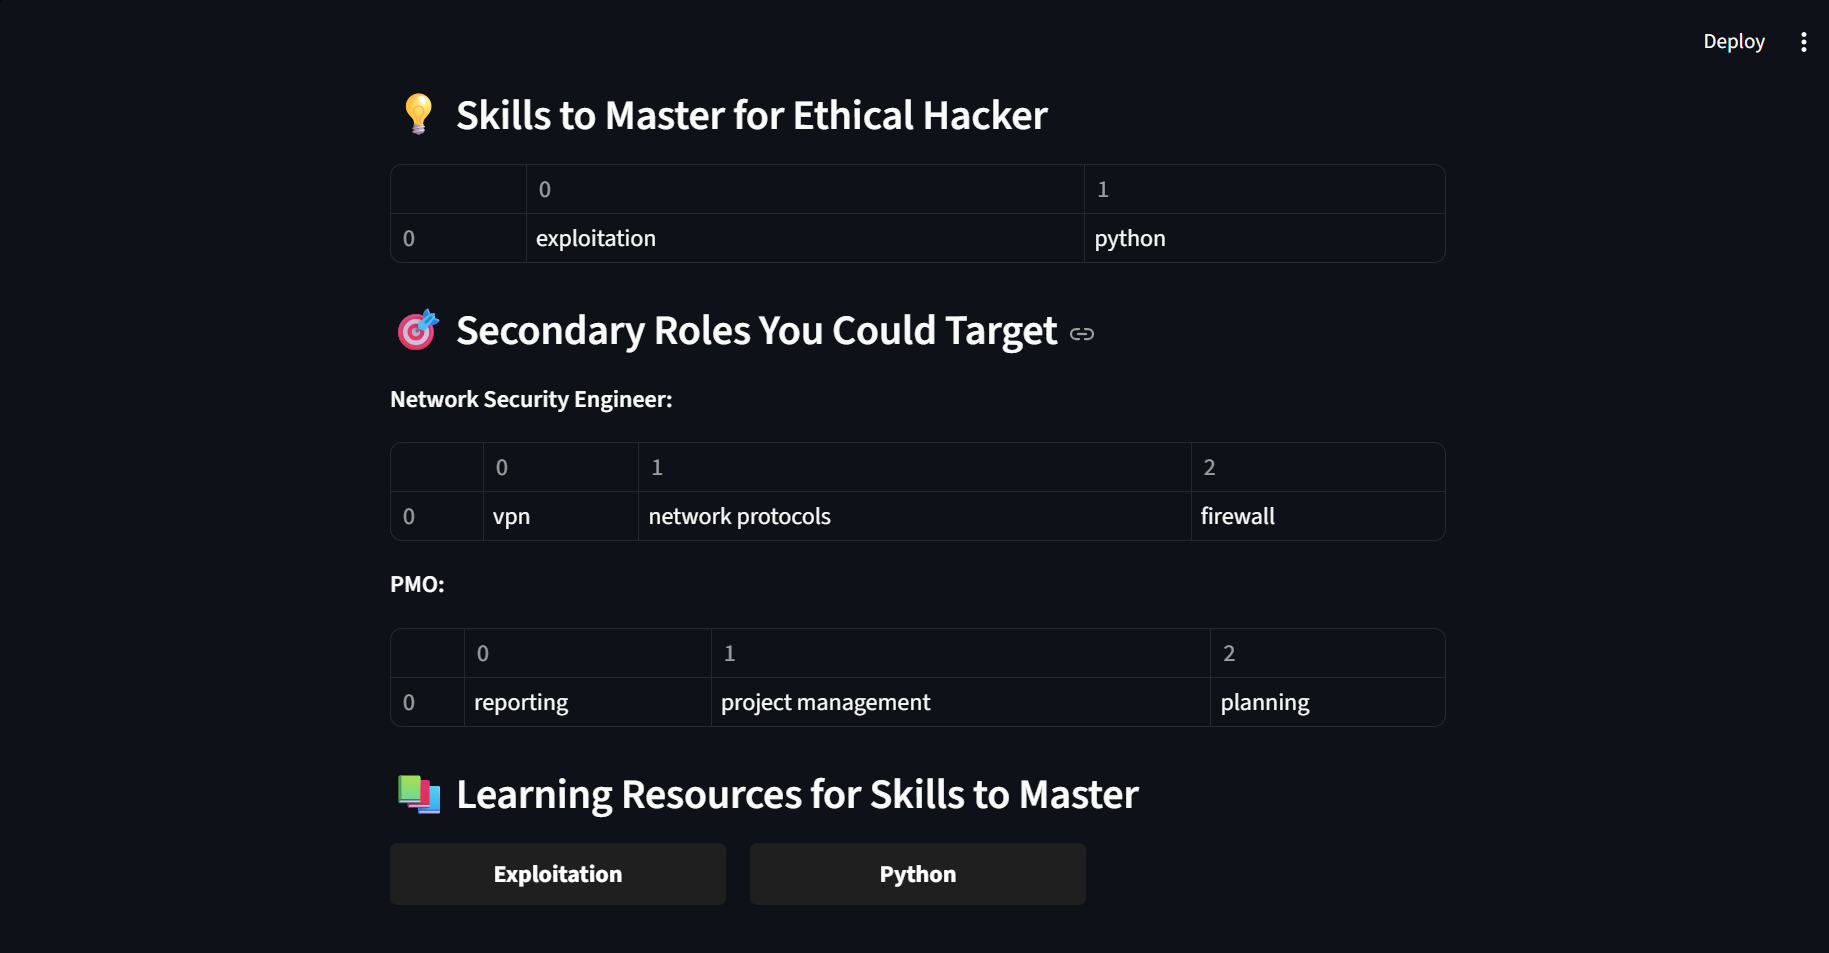 Deploy
Skills to Master for Ethical Hacker
0 1
0 exploitation python
Secondary Roles You Could Target
Network Security Engineer:
0 1 2
0 vpn network protocols firewall
PMO:
0 1 2
0 reporting project management planning
Learning Resources for Skills to Master
Exploitation Python